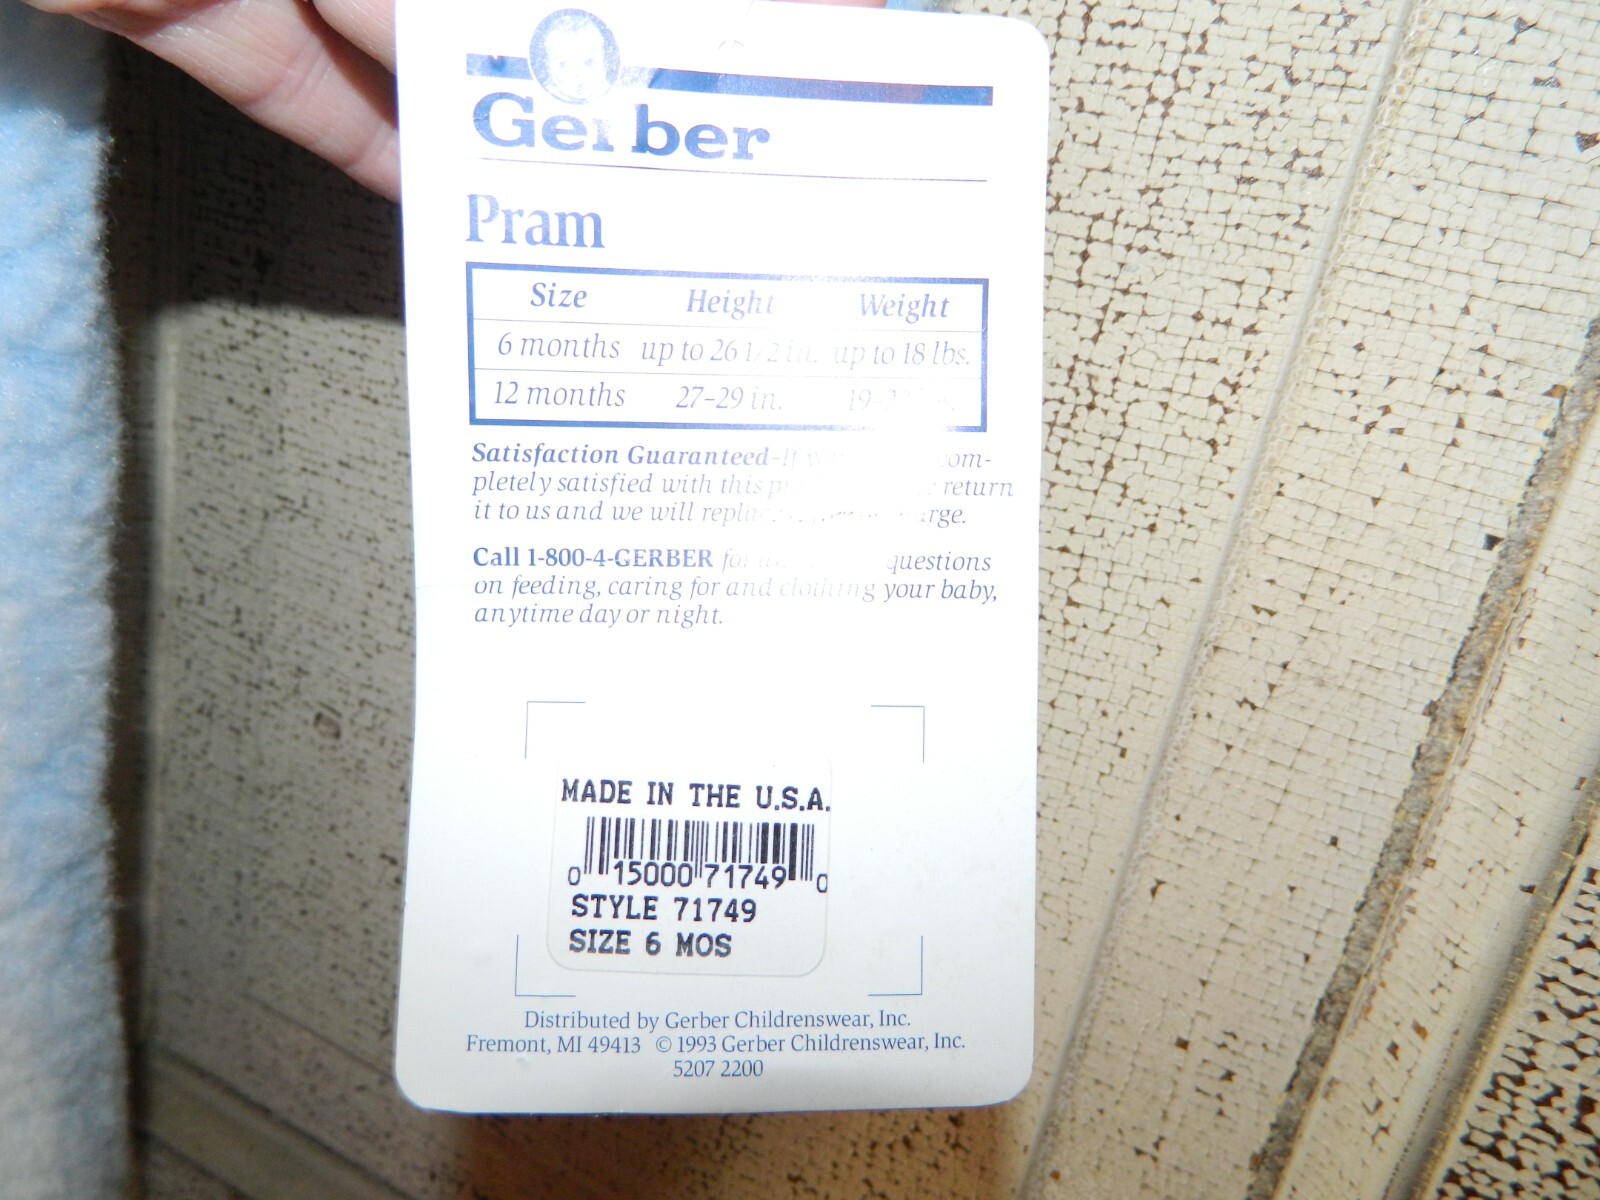 Gerber
Pram
Size Height Weight
6 months up to 26 1/2 in. up to 18 lbs.
12 months 27-29 in.
Satisfaction Guaranteed-If com-
pletely satisfied with this return
it to us and we will
Call 1-800-4-GERBER questions
on feeding, caring for and clothing your baby,
anytime day or night.
MADE IN THE U.S.A.
0 15000 71749 0
STYLE 71749
SIZE 6 MOS
Distributed by Gerber Childrenswear, Inc.
Fremont, MI 49413 © 1993 Gerber Childrenswear, Inc.
5207 2200